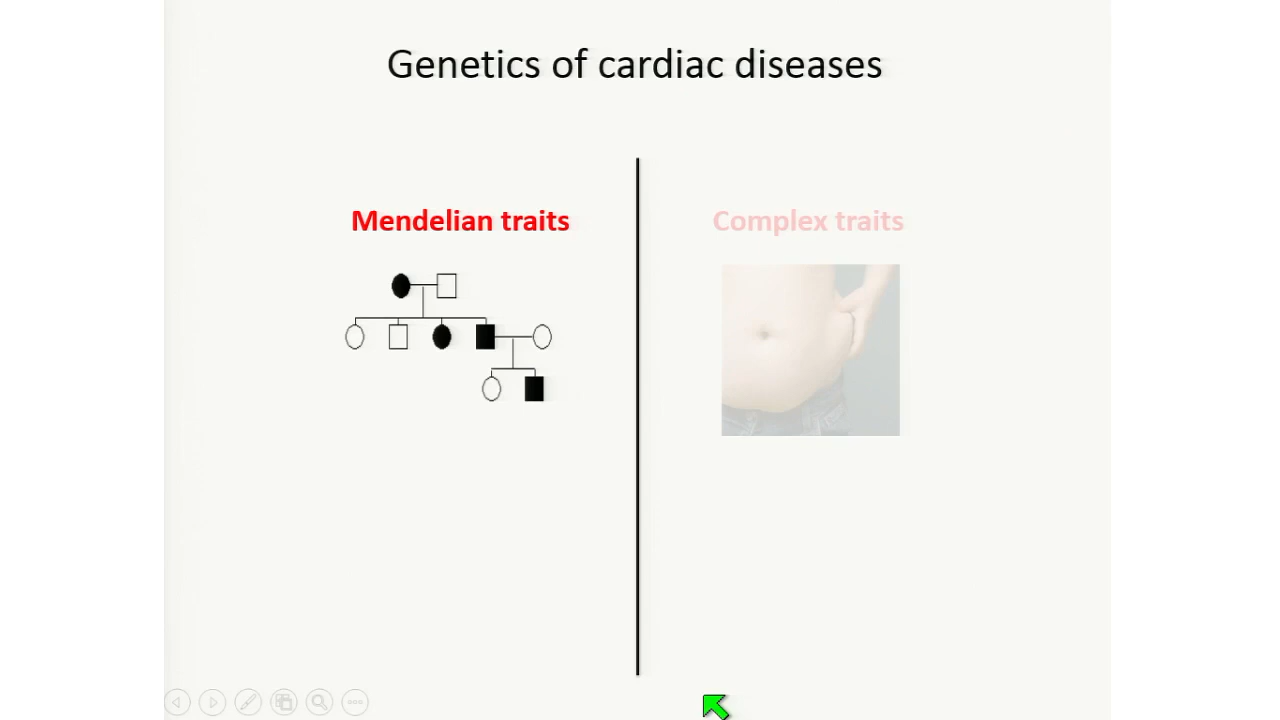 Genetics of cardiac diseases
Mendelian traits
Complex traits